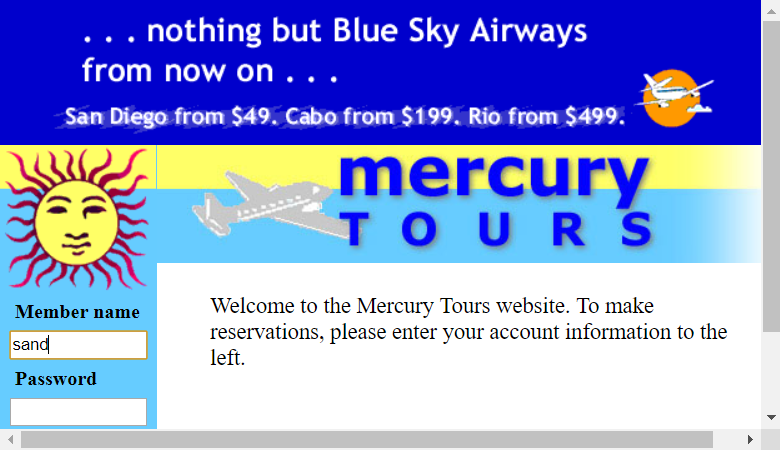 . . . nothing but Blue Sky Airways
from now on . . .
San Diego from $49. Cabo from $199. Rio from $499.
mercury
TOURS
Member name
sand
Password
Welcome to the Mercury Tours website. To make
reservations, please enter your account information to the
left.